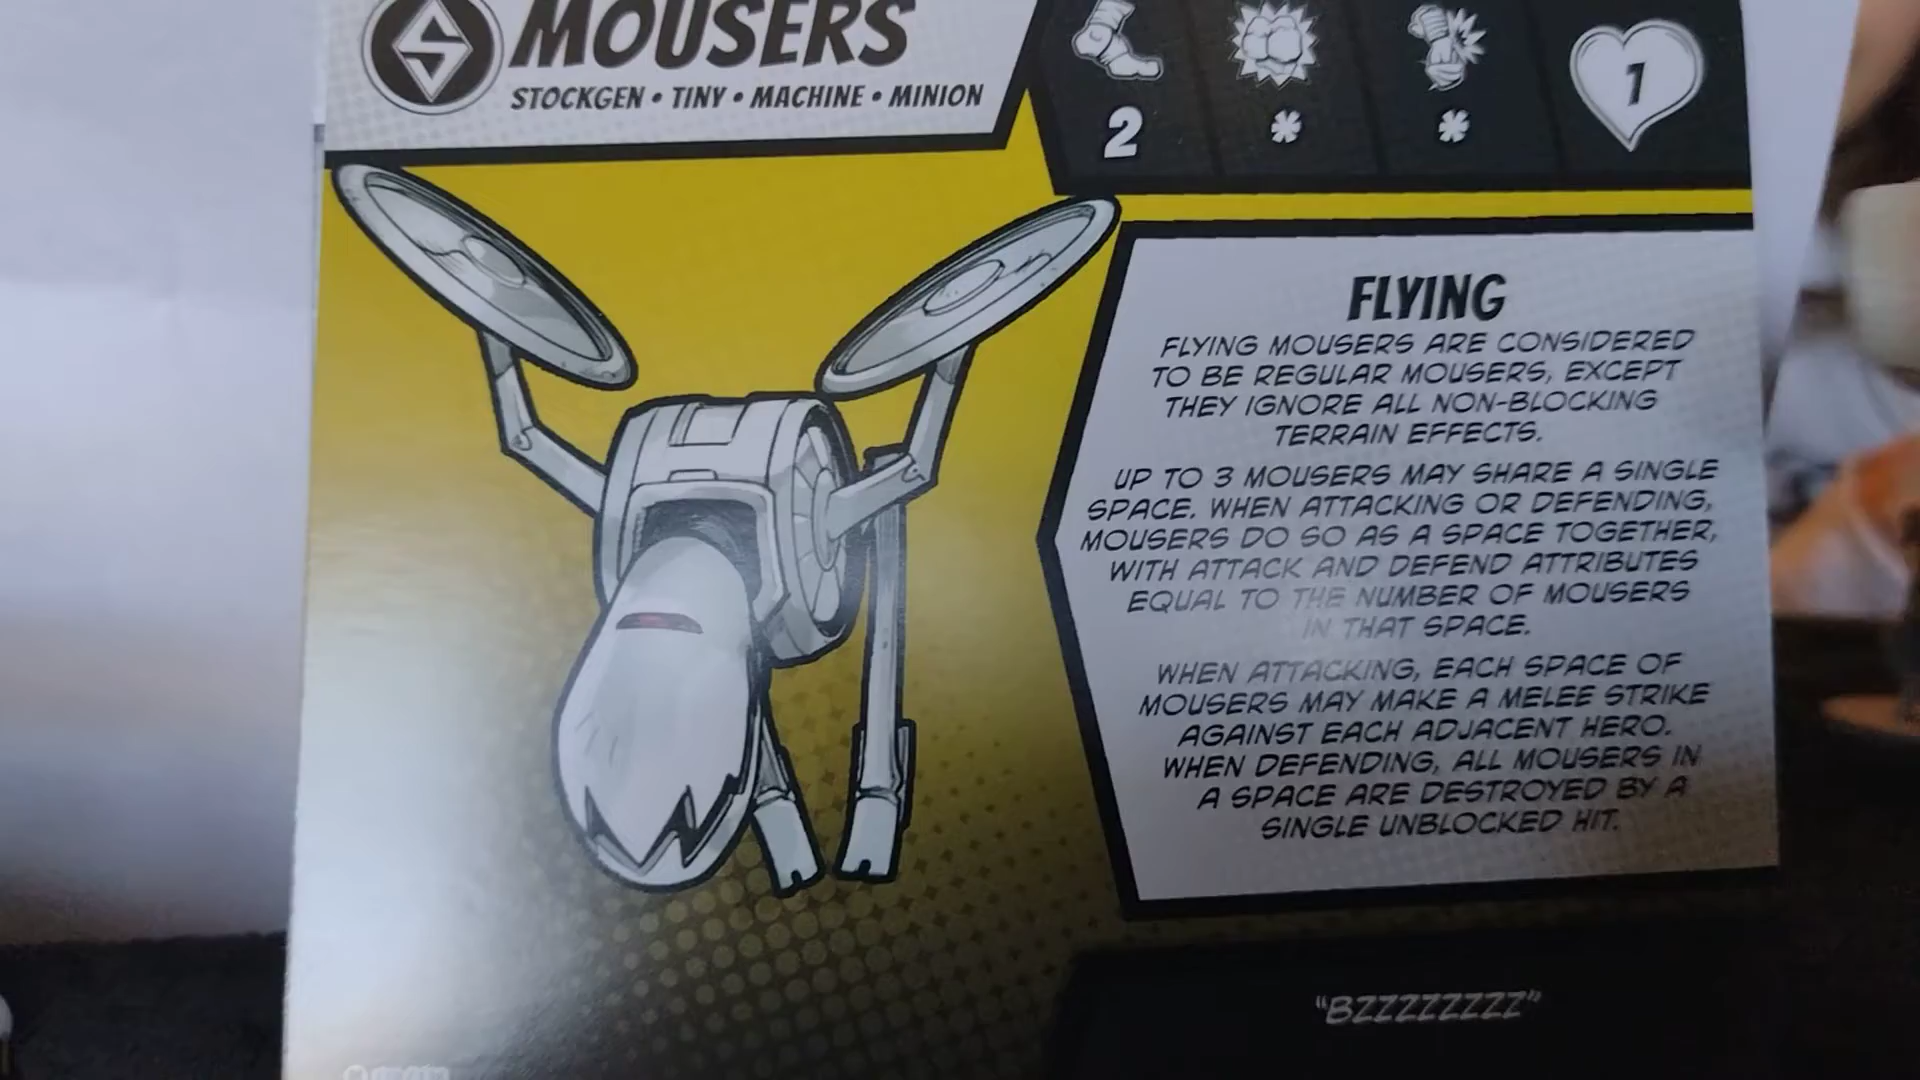 MOUSERS
STOCKGEN • TINY • MACHINE • MINION
2
*
*
1
FLYING
FLYING MOUSERS ARE CONSIDERED
TO BE REGULAR MOUSERS, EXCEPT
THEY IGNORE ALL NON-BLOCKING
TERRAIN EFFECTS.
UP TO 3 MOUSERS MAY SHARE A SINGLE
SPACE. WHEN ATTACKING OR DEFENDING,
MOUSERS DO SO AS A SPACE TOGETHER,
WITH ATTACK AND DEFEND ATTRIBUTES
EQUAL TO THE NUMBER OF MOUSERS
IN THAT SPACE.
WHEN ATTACKING, EACH SPACE OF
MOUSERS MAY MAKE A MELEE STRIKE
AGAINST EACH ADJACENT HERO.
WHEN DEFENDING, ALL MOUSERS IN
A SPACE ARE DESTROYED BY A
SINGLE UNBLOCKED HIT.
"BZZZZZZZZ"